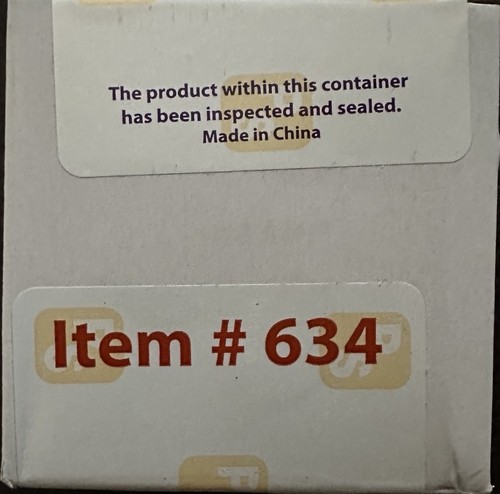 The product within this container
has been inspected and sealed.
Made in China
Item # 634